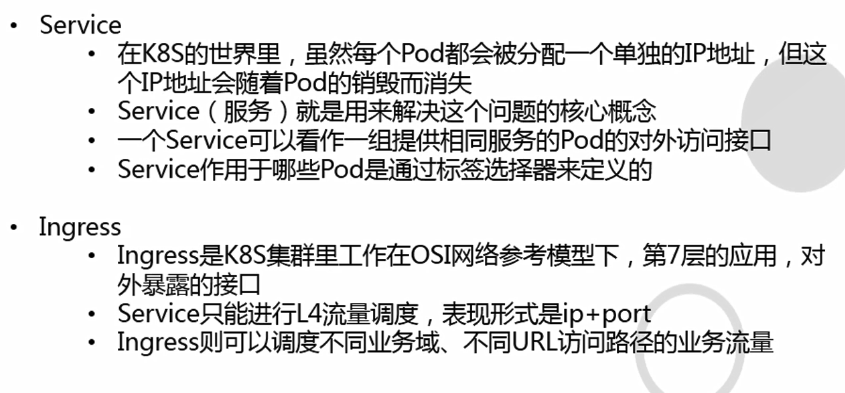 • Service
• 在K8S的世界里，虽然每个Pod都会被分配一个单独的IP地址，但这
个IP地址会随着Pod的销毁而消失
• Service（服务）就是用来解决这个问题的核心概念
• 一个Service可以看作一组提供相同服务的Pod的对外访问接口
• Service作用于哪些Pod是通过标签选择器来定义的
• Ingress
• Ingress是K8S集群里工作在OSI网络参考模型下，第7层的应用，对
外暴露的接口
• Service只能进行L4流量调度，表现形式是ip+port
• Ingress则可以调度不同业务域、不同URL访问路径的业务流量